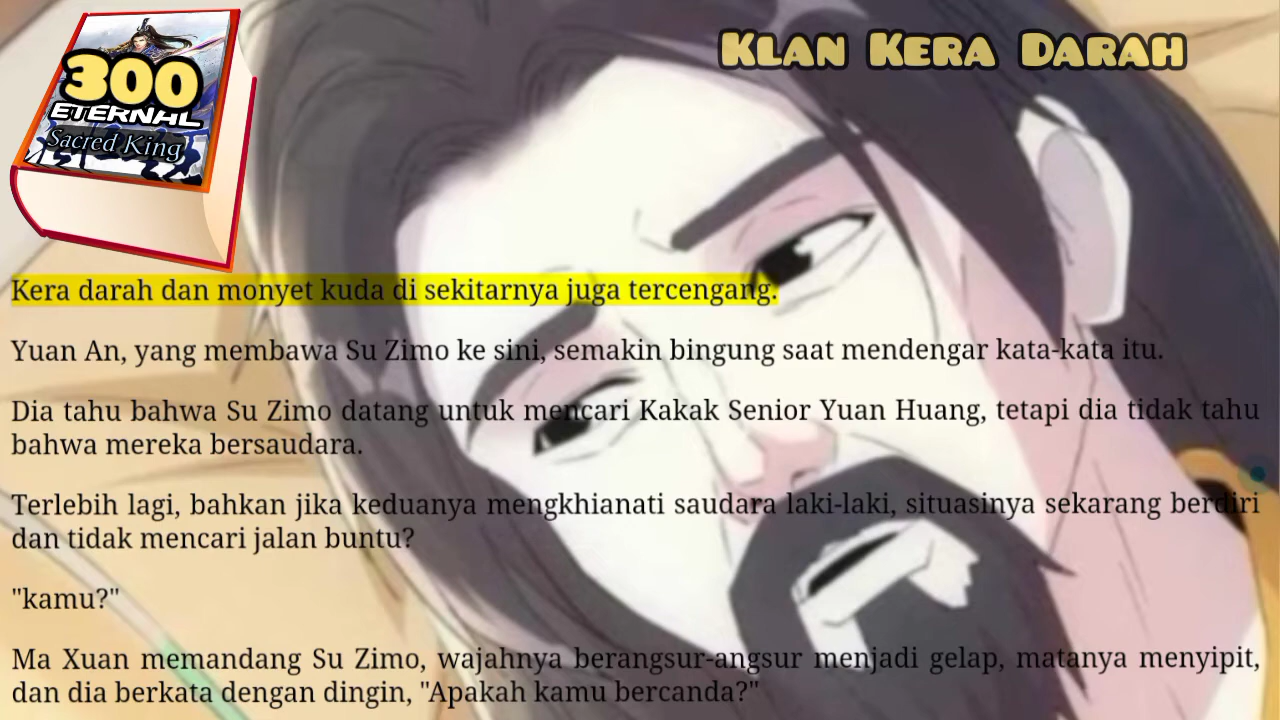 300
ETERNAL
Sacred King
KLAN KERA DARAH
Kera darah dan monyet kuda di sekitarnya juga tercengang.
Yuan An, yang membawa Su Zimo ke sini, semakin bingung saat mendengar kata-kata itu.
Dia tahu bahwa Su Zimo datang untuk mencari Kakak Senior Yuan Huang, tetapi dia tidak tahu
bahwa mereka bersaudara.
Terlebih lagi, bahkan jika keduanya mengkhianati saudara laki-laki, situasinya sekarang berdiri
dan tidak mencari jalan buntu?
"kamu?"
Ma Xuan memandang Su Zimo, wajahnya berangsur-angsur menjadi gelap, matanya menyipit,
dan dia berkata dengan dingin, "Apakah kamu bercanda?"